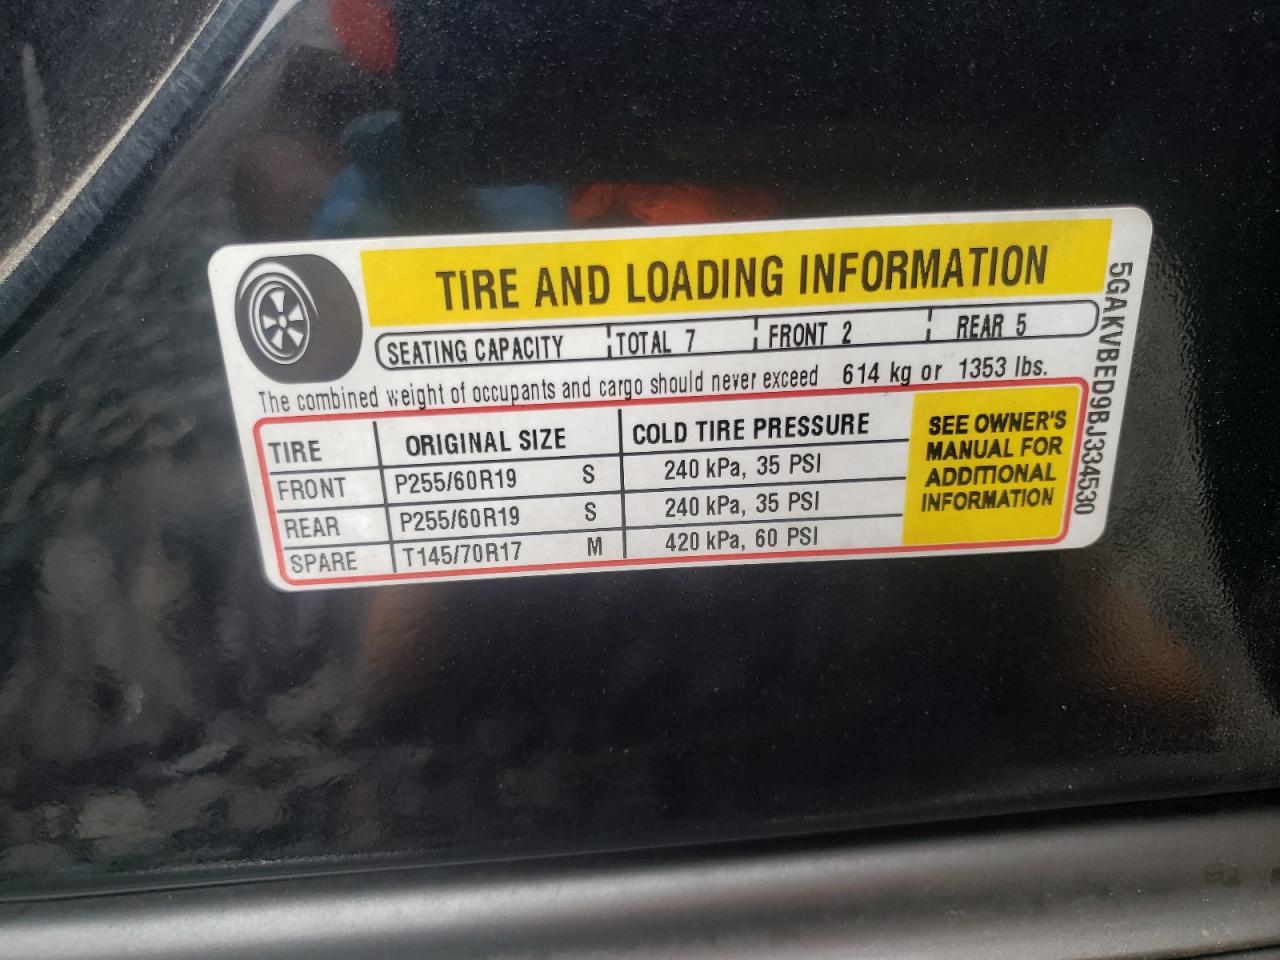 TIRE AND LOADING INFORMATION
SEATING CAPACITY TOTAL 7 FRONT 2 REAR 5
The combined weight of occupants and cargo should never exceed 614 kg or 1353 lbs.
TIRE ORIGINAL SIZE COLD TIRE PRESSURE
FRONT P255/60R19 S 240 kPa, 35 PSI
REAR P255/60R19 S 240 kPa, 35 PSI
SPARE T145/70R17 M 420 kPa, 60 PSI
SEE OWNER'S
MANUAL FOR
ADDITIONAL
INFORMATION
5GAKVBED9BJ334530